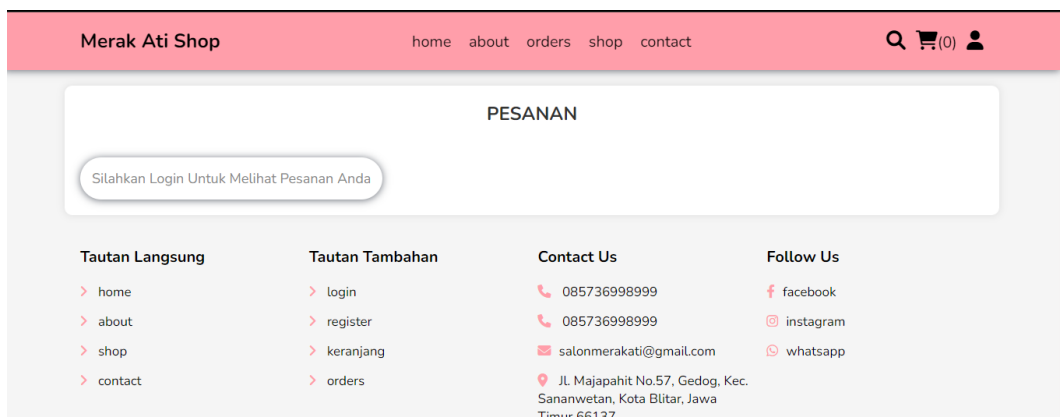 Merak Ati Shop
home about orders shop contact
(0)
PESANAN
Silahkan Login Untuk Melihat Pesanan Anda
Tautan Langsung
home
about
shop
contact
Tautan Tambahan
login
register
keranjang
orders
Contact Us
085736998999
085736998999
salonmerakati@gmail.com
Jl. Majapahit No.57, Gedog, Kec.
Sananwetan, Kota Blitar, Jawa
Timur 66137
Follow Us
facebook
instagram
whatsapp